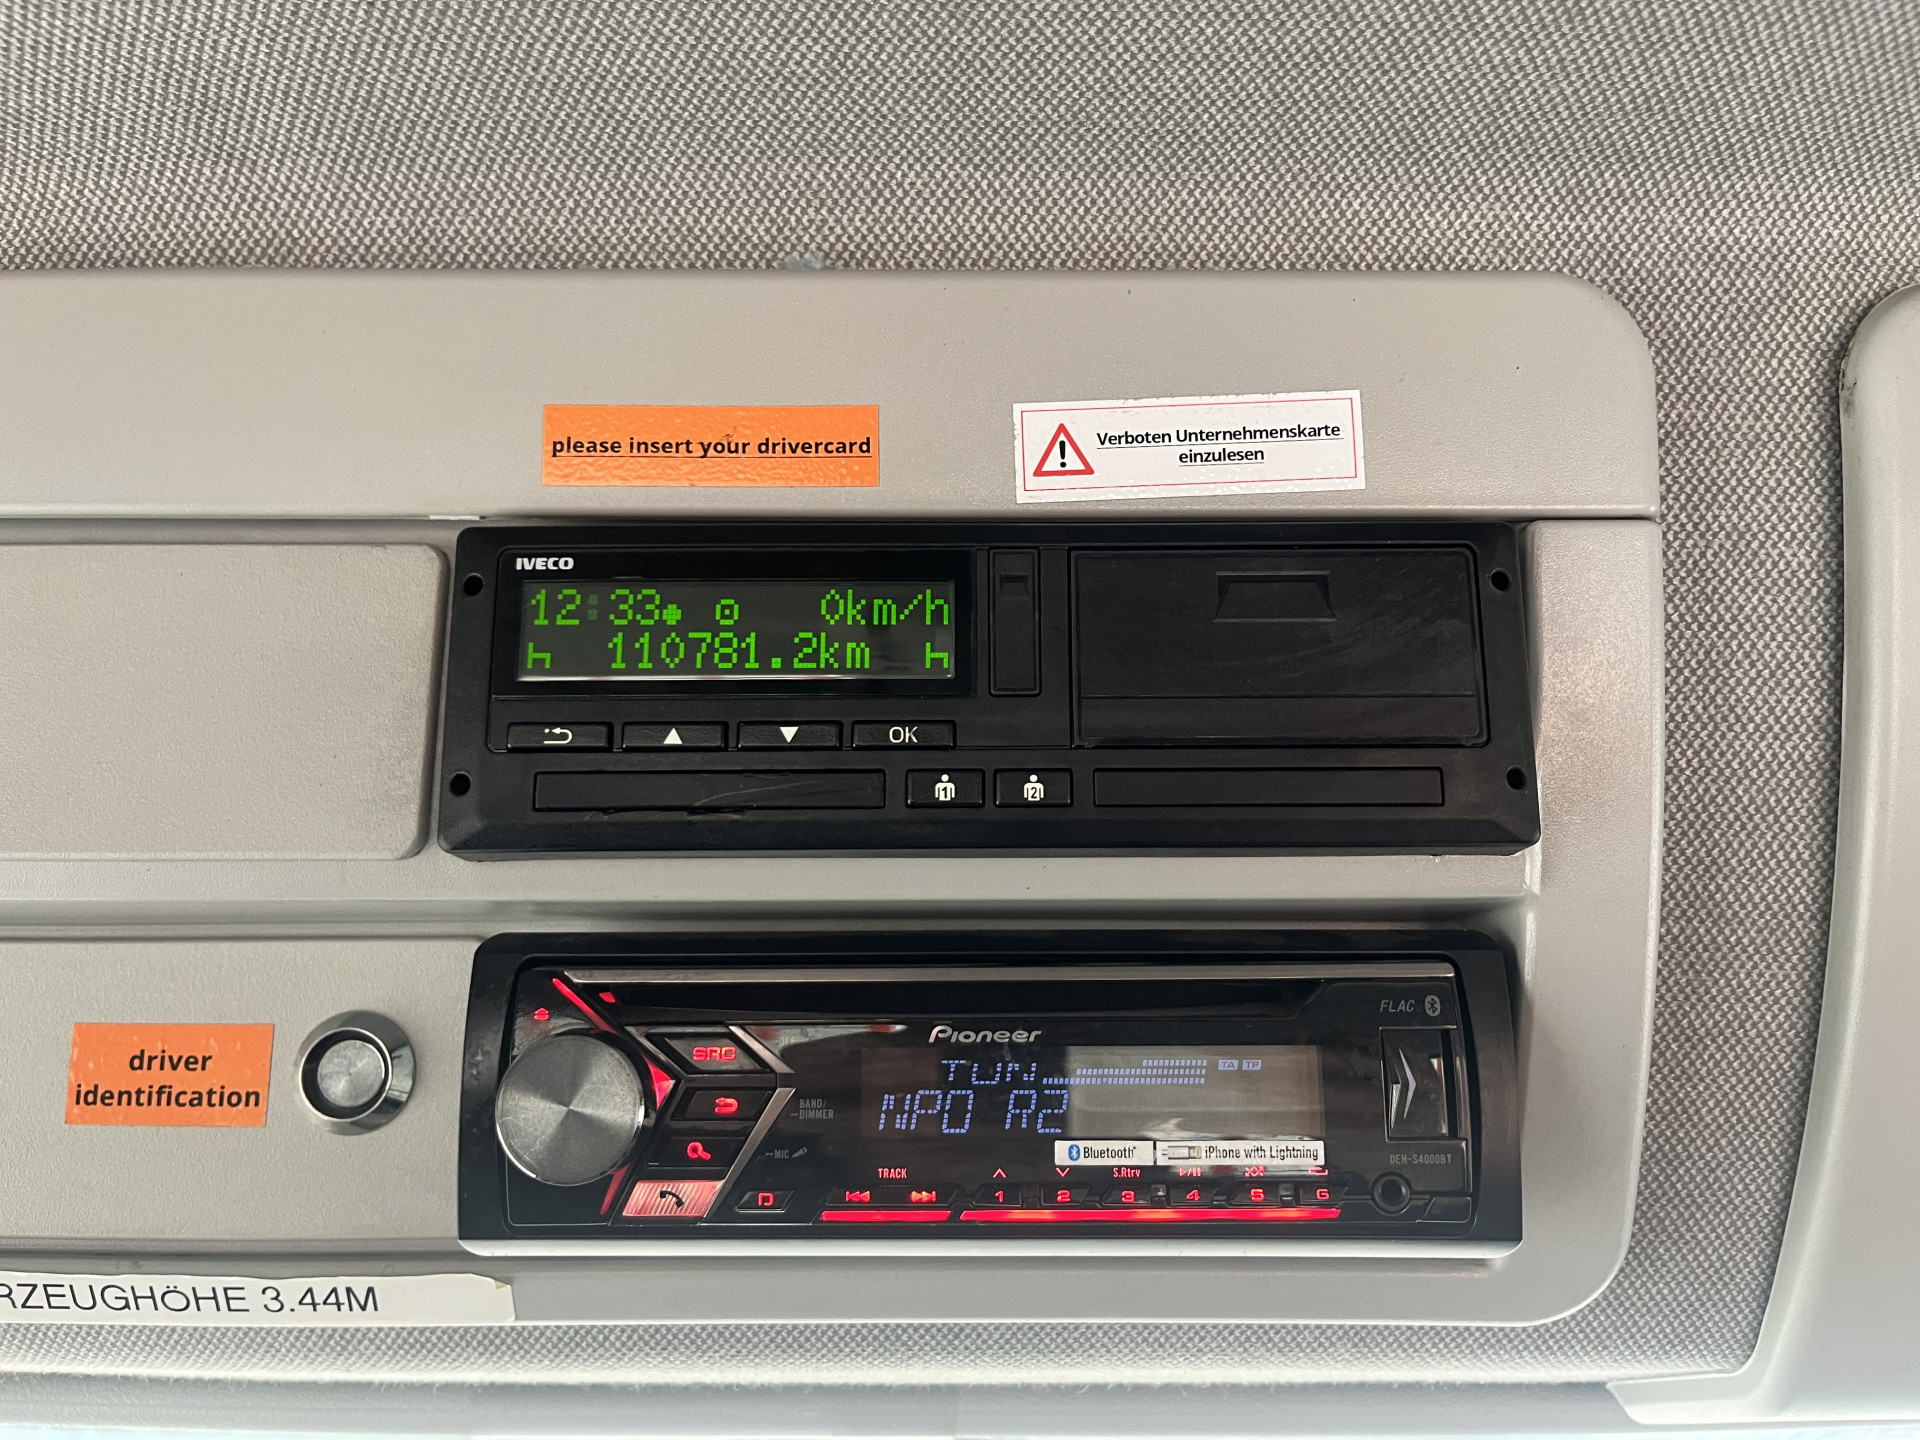 please insert your drivercard
Verboten Unternehmenskarte
einzulesen
IVECO
12:33 0km/h
110781.2km
OK
1 2
FLAC
Pioneer
driver
identification
SRC
TUN TA TP
BAND/
DIMMER
NPO R2
MIC
Bluetooth iPhone with Lightning
DEH-S4000BT
TRACK S.Rtrv
1 2 3 4 5 6
RZEUGHÖHE 3.44M